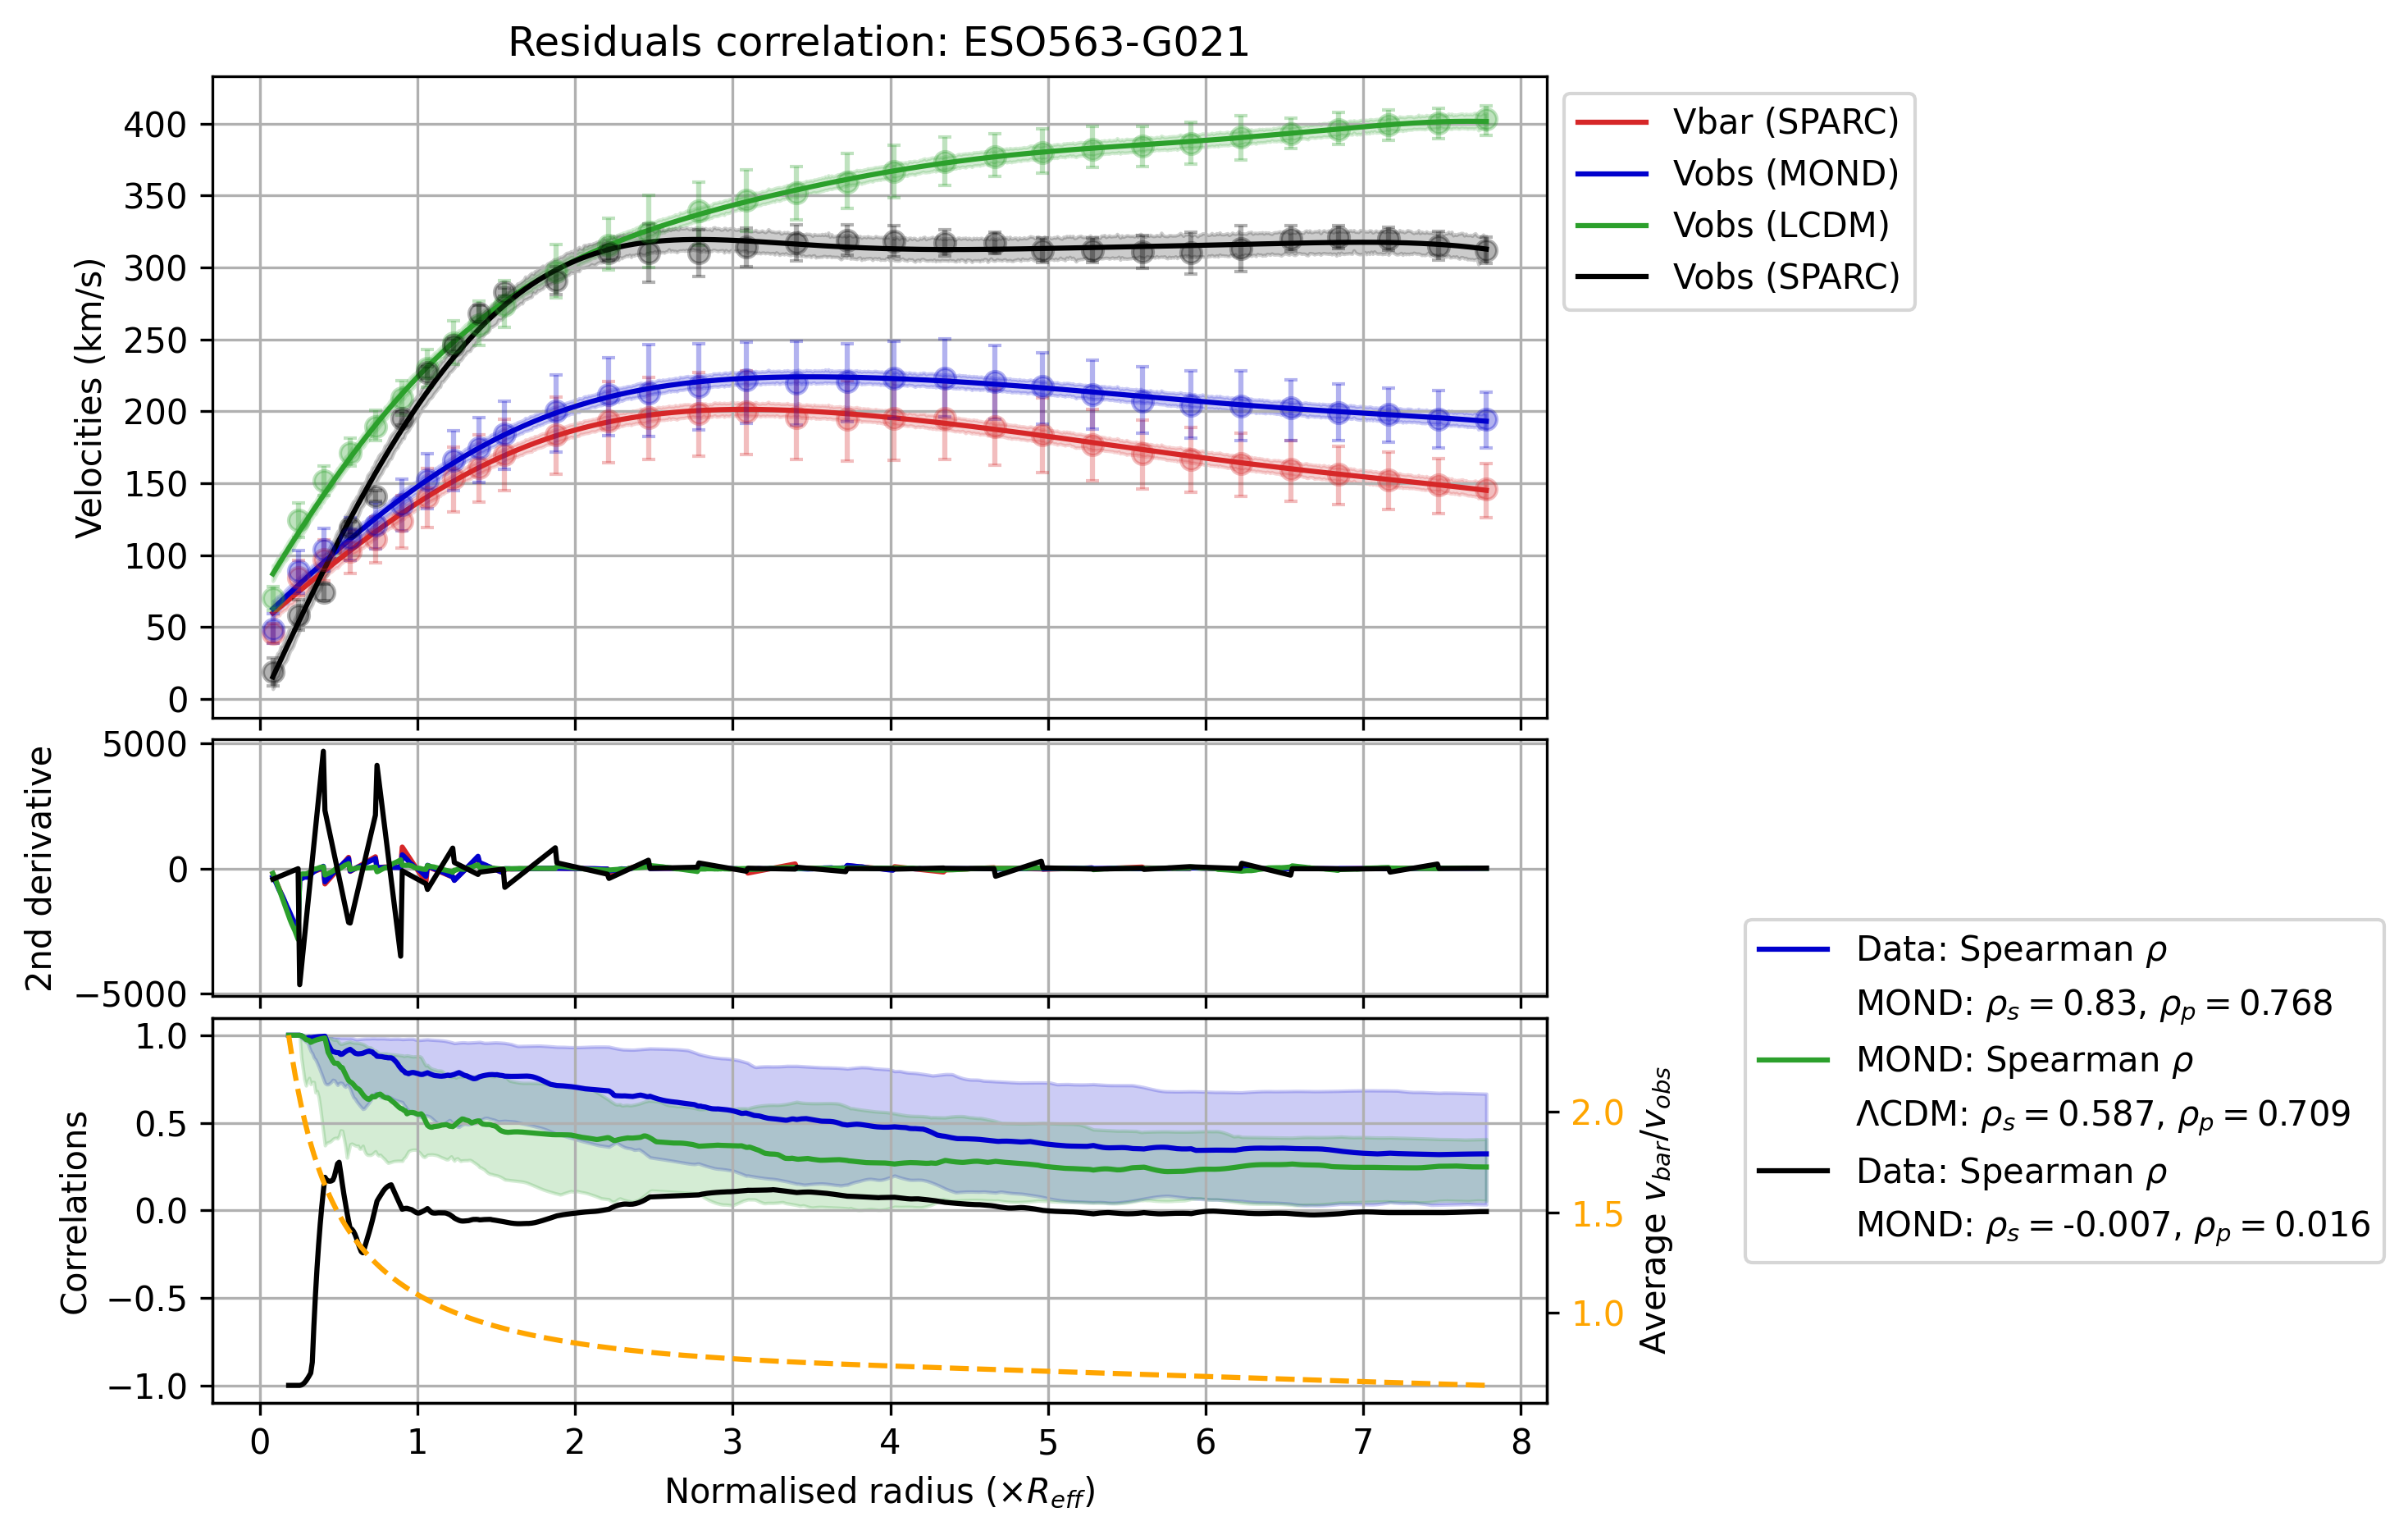 Residuals correlation: ESO563-G021
Velocities (km/s)
400
350
300
250
200
150
100
50
0
Vbar (SPARC)
Vobs (MOND)
Vobs (LCDM)
Vobs (SPARC)
2nd derivative
5000
0
−5000
Correlations
1.0
0.5
0.0
−0.5
−1.0
2.0
1.5
1.0
Average v_bar/v_obs
Data: Spearman ρ
MOND: ρ_s = 0.83, ρ_p = 0.768
MOND: Spearman ρ
ΛCDM: ρ_s = 0.587, ρ_p = 0.709
Data: Spearman ρ
MOND: ρ_s = -0.007, ρ_p = 0.016
0 1 2 3 4 5 6 7 8
Normalised radius (×R_eff)